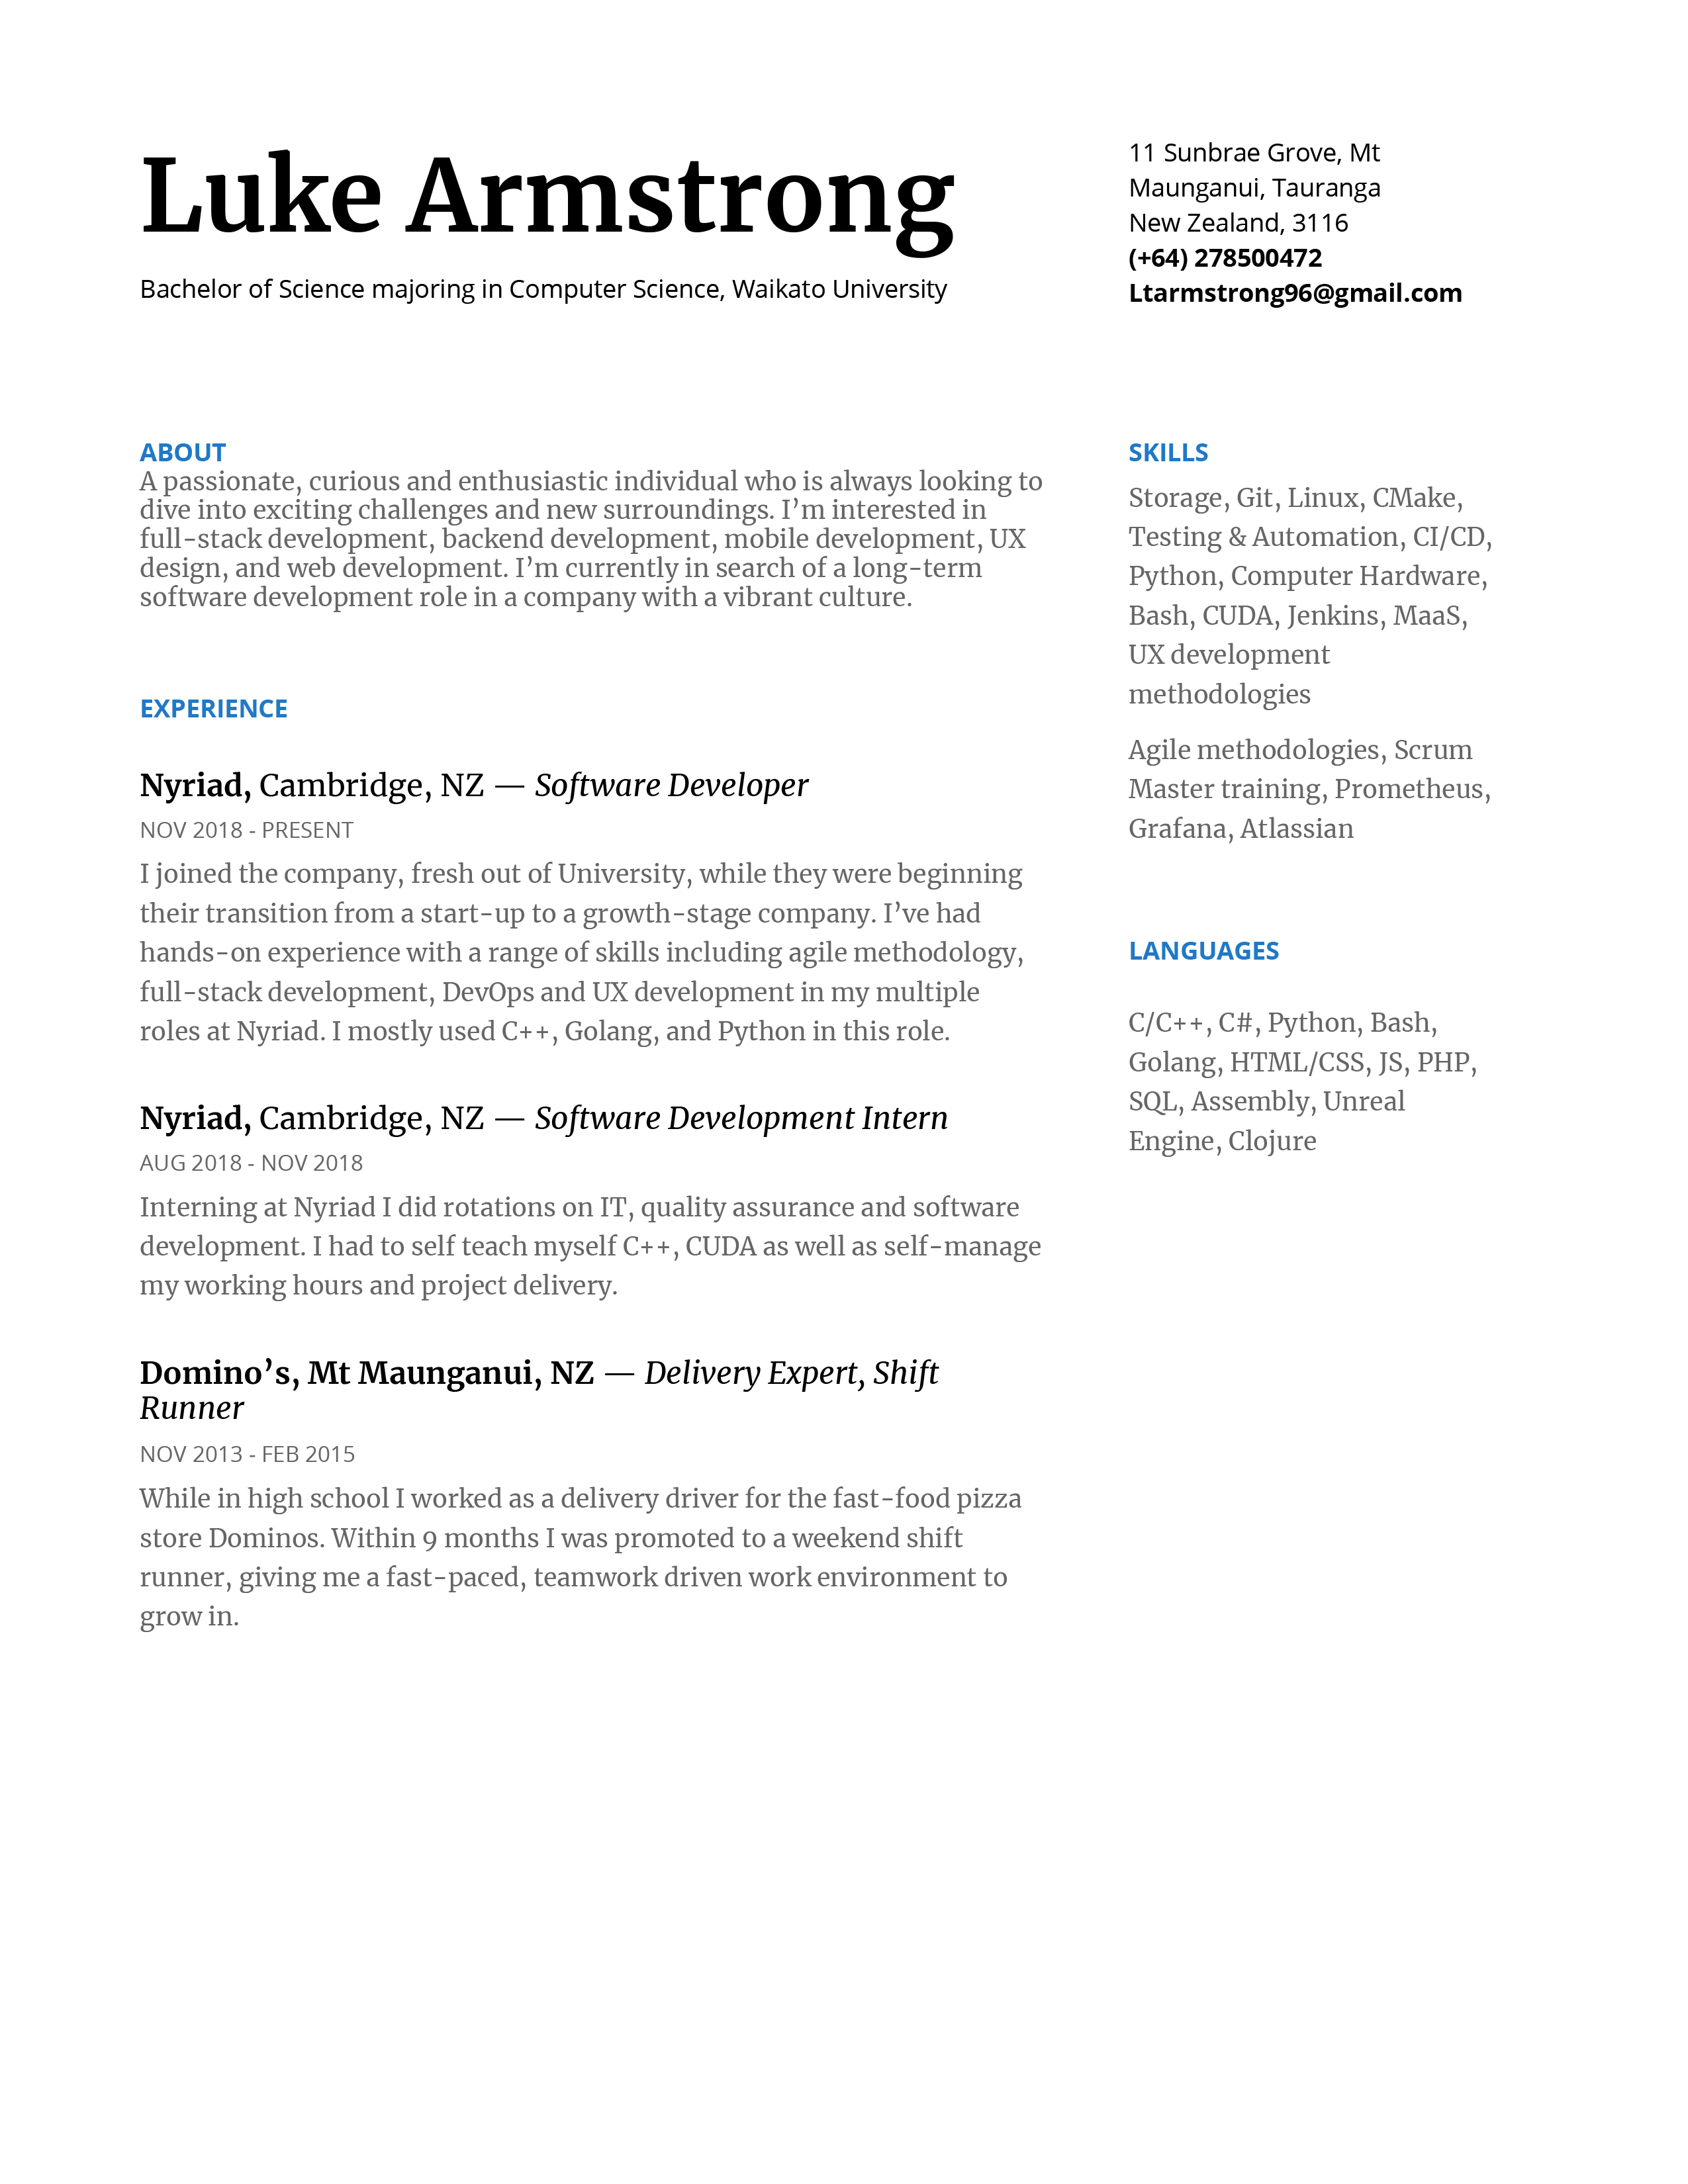 Luke Armstrong
Bachelor of Science majoring in Computer Science, Waikato University
11 Sunbrae Grove, Mt
Maunganui, Tauranga
New Zealand, 3116
(+64) 278500472
Ltarmstrong96@gmail.com
ABOUT
A passionate, curious and enthusiastic individual who is always looking to
dive into exciting challenges and new surroundings. I’m interested in
full-stack development, backend development, mobile development, UX
design, and web development. I’m currently in search of a long-term
software development role in a company with a vibrant culture.
EXPERIENCE
Nyriad, Cambridge, NZ — Software Developer
NOV 2018 - PRESENT
I joined the company, fresh out of University, while they were beginning
their transition from a start-up to a growth-stage company. I’ve had
hands-on experience with a range of skills including agile methodology,
full-stack development, DevOps and UX development in my multiple
roles at Nyriad. I mostly used C++, Golang, and Python in this role.
Nyriad, Cambridge, NZ — Software Development Intern
AUG 2018 - NOV 2018
Interning at Nyriad I did rotations on IT, quality assurance and software
development. I had to self teach myself C++, CUDA as well as self-manage
my working hours and project delivery.
Domino’s, Mt Maunganui, NZ — Delivery Expert, Shift
Runner
NOV 2013 - FEB 2015
While in high school I worked as a delivery driver for the fast-food pizza
store Dominos. Within 9 months I was promoted to a weekend shift
runner, giving me a fast-paced, teamwork driven work environment to
grow in.
SKILLS
Storage, Git, Linux, CMake,
Testing & Automation, CI/CD,
Python, Computer Hardware,
Bash, CUDA, Jenkins, MaaS,
UX development
methodologies
Agile methodologies, Scrum
Master training, Prometheus,
Grafana, Atlassian
LANGUAGES
C/C++, C#, Python, Bash,
Golang, HTML/CSS, JS, PHP,
SQL, Assembly, Unreal
Engine, Clojure